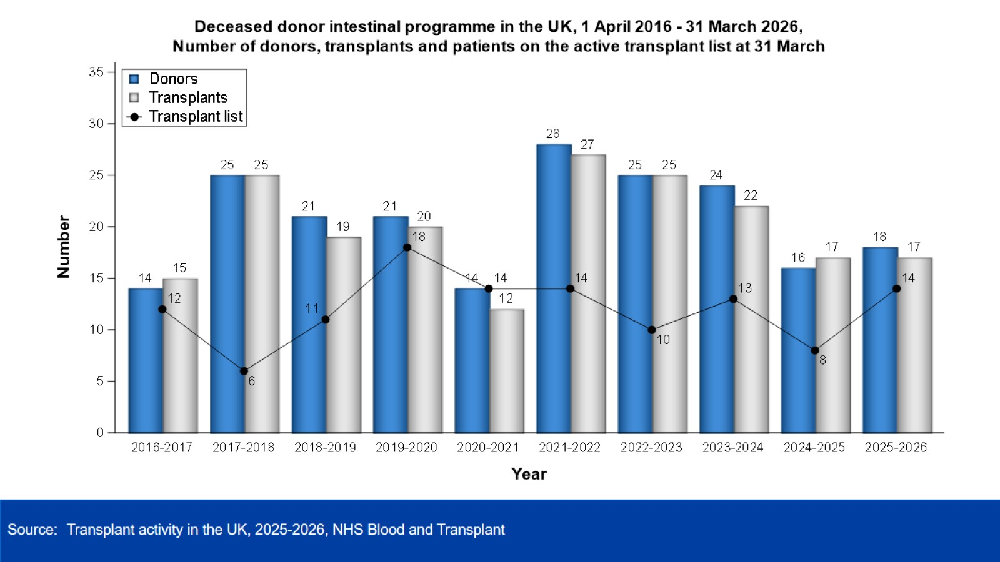 Deceased donor intestinal programme in the UK, 1 April 2016 - 31 March 2026,
Number of donors, transplants and patients on the active transplant list at 31 March
Donors
Transplants
Transplant list
Number
35
30
25
20
15
10
5
0
14 15 12
25 25 6
21 19 11
21 20 18
14 14 12
28 27 14
25 25 10
24 22 13
16 17 8
18 17 14
2016-2017 2017-2018 2018-2019 2019-2020 2020-2021 2021-2022 2022-2023 2023-2024 2024-2025 2025-2026
Year
Source: Transplant activity in the UK, 2025-2026, NHS Blood and Transplant